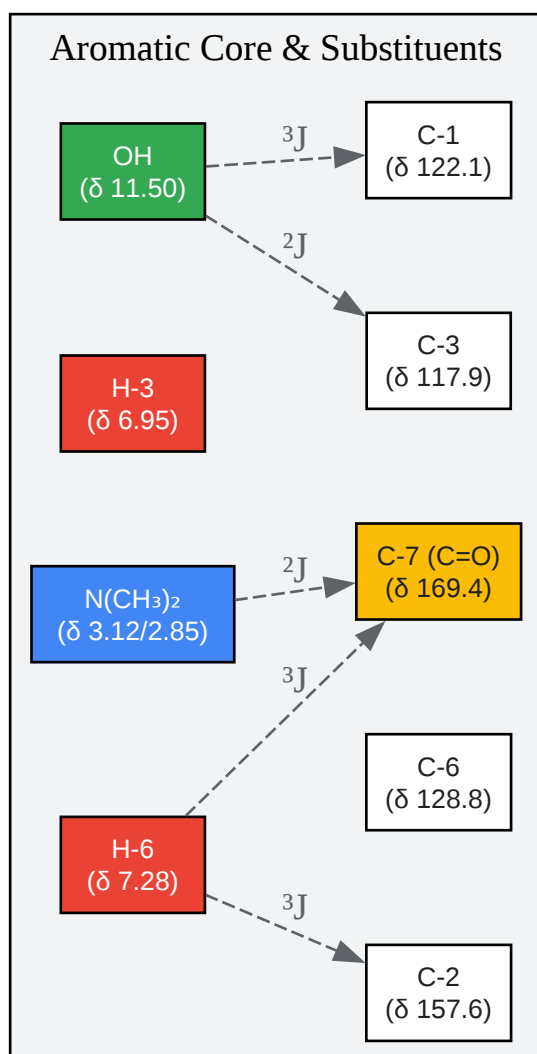 Aromatic Core & Substituents
OH
(δ 11.50)
³J
C-1
(δ 122.1)
²J
C-3
(δ 117.9)
H-3
(δ 6.95)
N(CH₃)₂
(δ 3.12/2.85)
²J
C-7 (C=O)
(δ 169.4)
³J
C-6
(δ 128.8)
H-6
(δ 7.28)
³J
C-2
(δ 157.6)